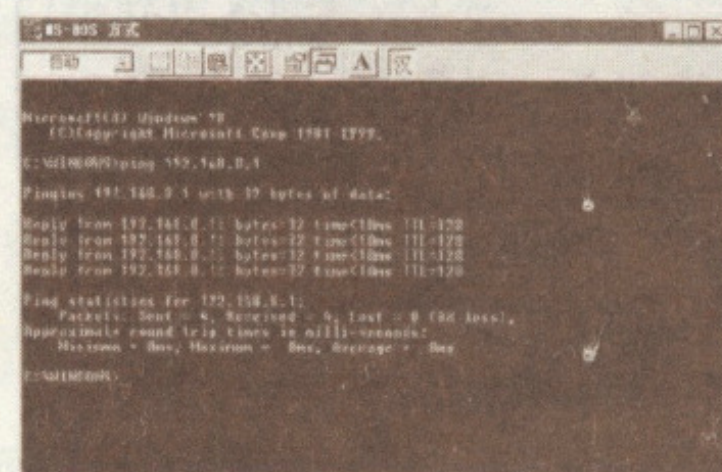 MS-DOS 方式
自动 A 汉
Microsoft(R) Windows 98
(C)Copyright Microsoft Corp 1981-1999.
C:\WINDOWS>ping 192.168.0.1
Pinging 192.168.0.1 with 32 bytes of data:
Reply from 192.168.0.1: bytes=32 time<10ms TTL=128
Reply from 192.168.0.1: bytes=32 time<10ms TTL=128
Reply from 192.168.0.1: bytes=32 time<10ms TTL=128
Reply from 192.168.0.1: bytes=32 time<10ms TTL=128
Ping statistics for 192.168.0.1:
Packets: Sent = 4, Received = 4, Lost = 0 (0% loss),
Approximate round trip times in milli-seconds:
Minimum = 0ms, Maximum = 0ms, Average = 0ms
C:\WINDOWS>